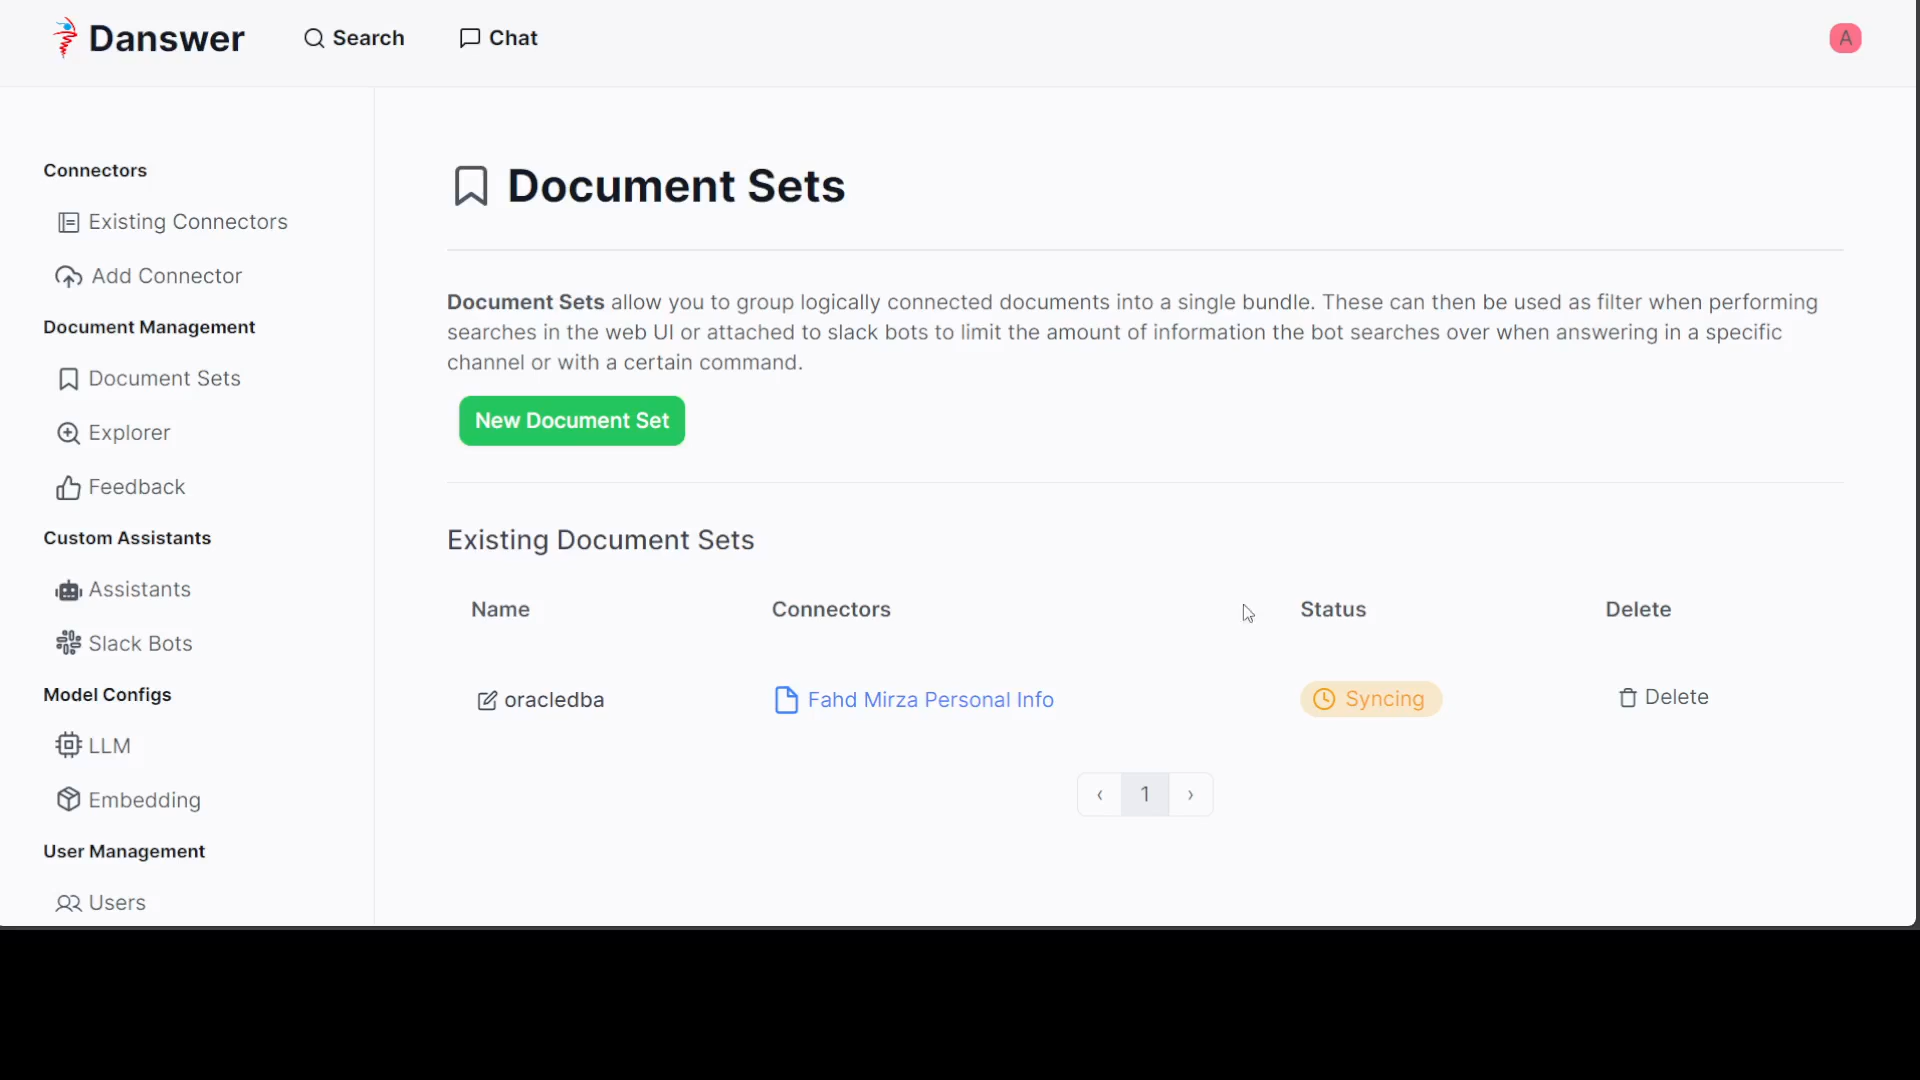 Danswer
Search
Chat
A
Connectors
Existing Connectors
Add Connector
Document Management
Document Sets
Explorer
Feedback
Custom Assistants
Assistants
Slack Bots
Model Configs
LLM
Embedding
User Management
Users
Document Sets
Document Sets allow you to group logically connected documents into a single bundle. These can then be used as filter when performing
searches in the web UI or attached to slack bots to limit the amount of information the bot searches over when answering in a specific
channel or with a certain command.
New Document Set
Existing Document Sets
Name Connectors Status Delete
oracledba Fahd Mirza Personal Info Syncing Delete
‹ 1 ›